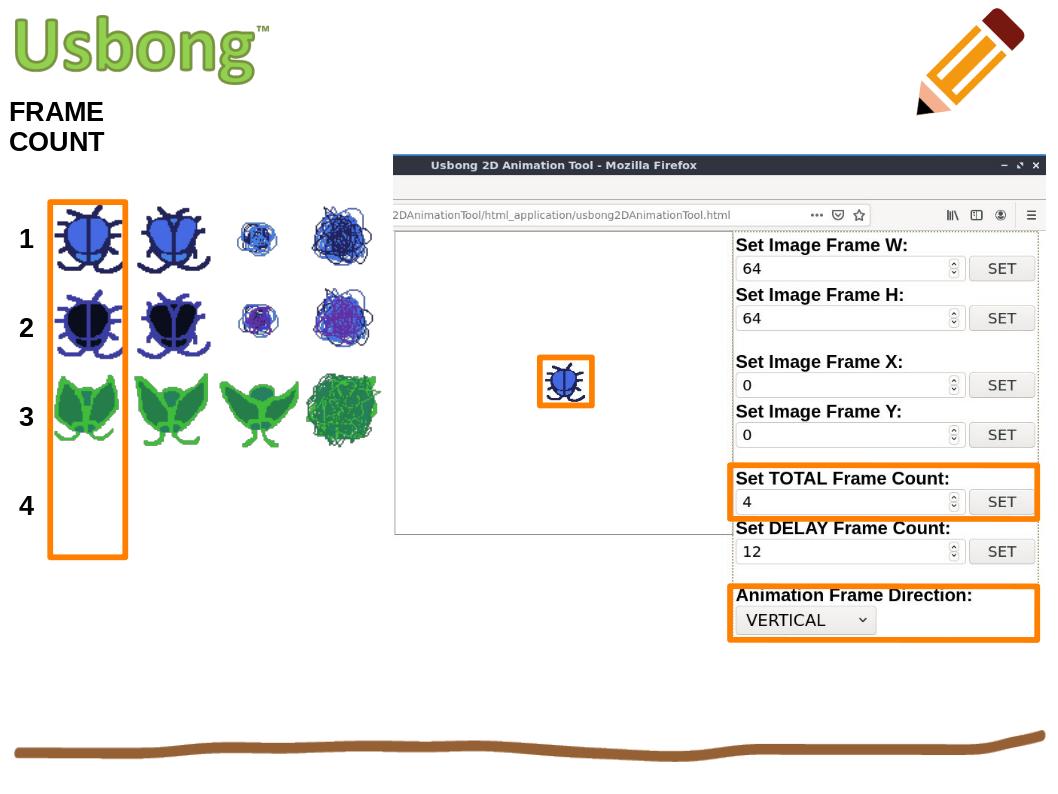 Usbong™
FRAME
COUNT
1
2
3
4
Usbong 2D Animation Tool - Mozilla Firefox
2DAnimationTool/html_application/usbong2DAnimationTool.html
Set Image Frame W:
64 SET
Set Image Frame H:
64 SET
Set Image Frame X:
0 SET
Set Image Frame Y:
0 SET
Set TOTAL Frame Count:
4 SET
Set DELAY Frame Count:
12 SET
Animation Frame Direction:
VERTICAL